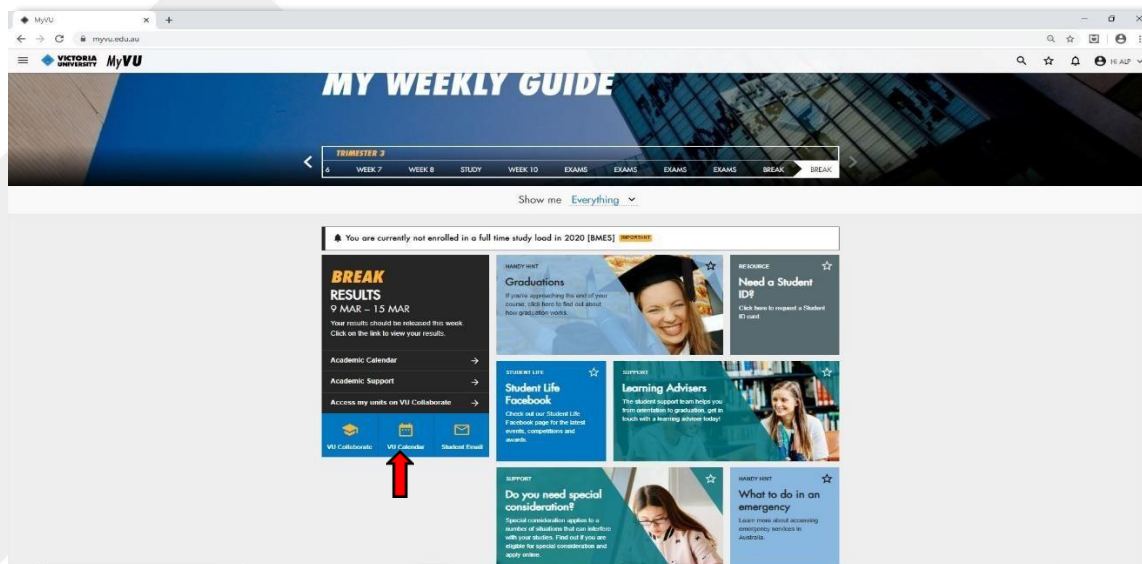 MyVU
myvu.edu.au
VICTORIA UNIVERSITY MyVU
Hi ALP
MY WEEKLY GUIDE
TRIMESTER 3
6 WEEK 7 WEEK 8 STUDY WEEK 10 EXAMS EXAMS EXAMS EXAMS BREAK BREAK
Show me Everything
You are currently not enrolled in a full time study load in 2020 [BMES] IMPORTANT
BREAK
RESULTS
9 MAR – 15 MAR
Your results should be released this week.
Click on the link to view your results.
Academic Calendar
Academic Support
Access my units on VU Collaborate
VU Collaborate VU Calendar Student Email
HANDY HINT
Graduations
If you're approaching the end of your
course, click here to find out about
how graduation works.
RESOURCE
Need a Student
ID?
Click here to request a Student
ID card
STUDENT LIFE
Student Life
Facebook
Check out our Student Life
Facebook page for the latest
events, competitions and
awards.
SUPPORT
Learning Advisers
The student support team helps you
from orientation to graduation, get in
touch with a learning adviser today!
SUPPORT
Do you need special
consideration?
Special consideration applies to a
number of situations that can interfere
with your studies. Find out if you are
eligible for special consideration and
apply online.
HANDY HINT
What to do in an
emergency
Learn more about accessing
emergency services in
Australia.